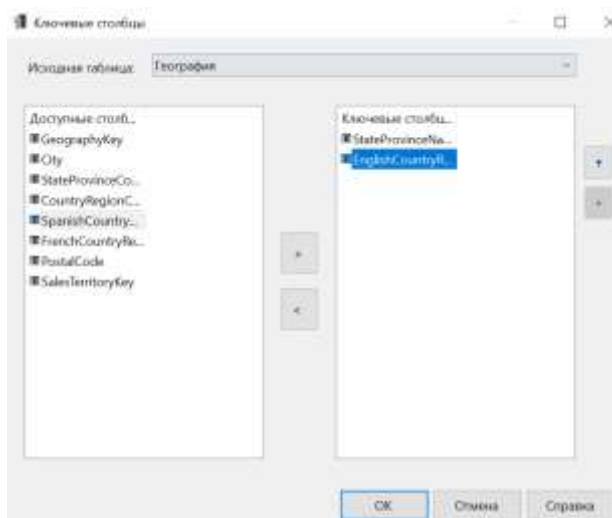 Ключевые столбцы
Исходная таблица: География
Доступные столб...
GeographyKey
City
StateProvinceCo...
CountryRegionC...
SpanishCountry...
FrenchCountryRe...
PostalCode
SalesTerritoryKey
>
<
Ключевые столбц...
StateProvinceNa...
EnglishCountryR...
OK
Отмена
Справка